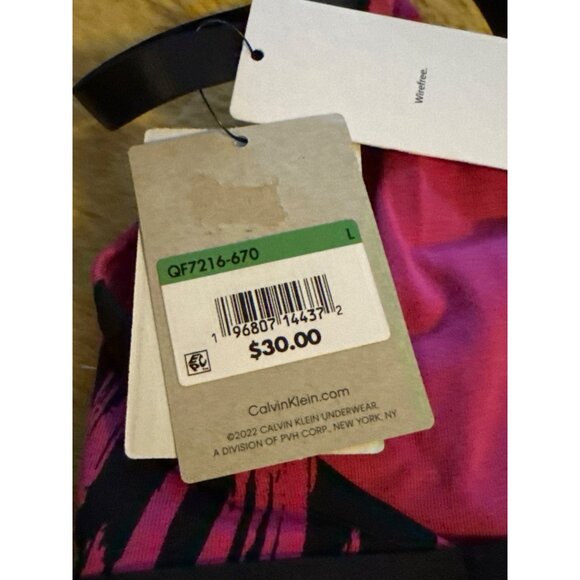 Wirefree.
QF7216-670 L
1 96807 14437 2
$30.00
CalvinKlein.com
©2022 CALVIN KLEIN UNDERWEAR,
A DIVISION OF PVH CORP., NEW YORK, NY